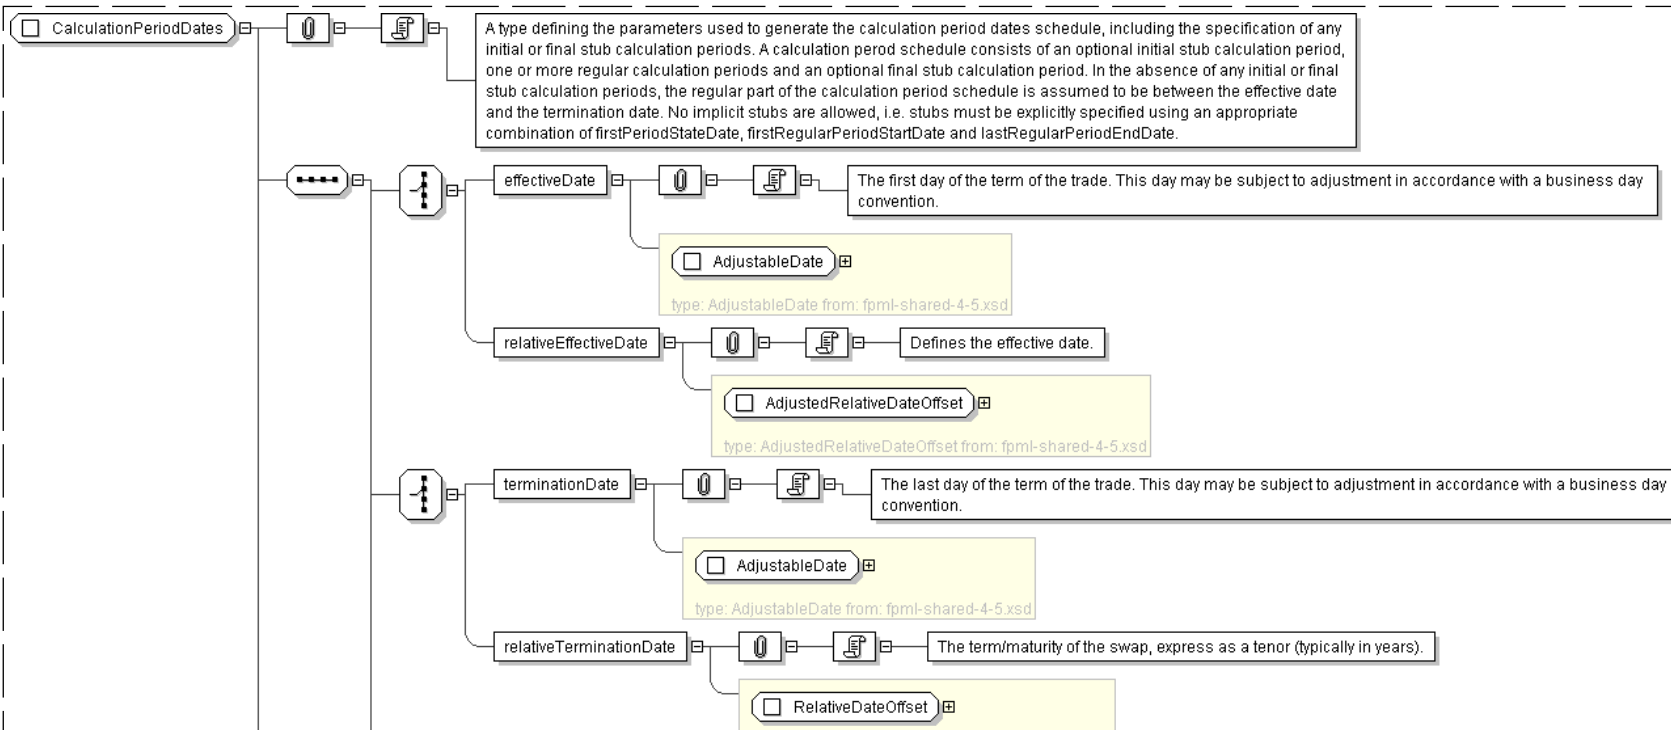 CalculationPeriodDates
A type defining the parameters used to generate the calculation period dates schedule, including the specification of any
initial or final stub calculation periods. A calculation perod schedule consists of an optional initial stub calculation period,
one or more regular calculation periods and an optional final stub calculation period. In the absence of any initial or final
stub calculation periods, the regular part of the calculation period schedule is assumed to be between the effective date
and the termination date. No implicit stubs are allowed, i.e. stubs must be explicitly specified using an appropriate
combination of firstPeriodStateDate, firstRegularPeriodStartDate and lastRegularPeriodEndDate.
effectiveDate
The first day of the term of the trade. This day may be subject to adjustment in accordance with a business day
convention.
AdjustableDate
type: AdjustableDate from: fpml-shared-4-5.xsd
relativeEffectiveDate
Defines the effective date.
AdjustedRelativeDateOffset
type: AdjustedRelativeDateOffset from: fpml-shared-4-5.xsd
terminationDate
The last day of the term of the trade. This day may be subject to adjustment in accordance with a business day
convention.
AdjustableDate
type: AdjustableDate from: fpml-shared-4-5.xsd
relativeTerminationDate
The term/maturity of the swap, express as a tenor (typically in years).
RelativeDateOffset